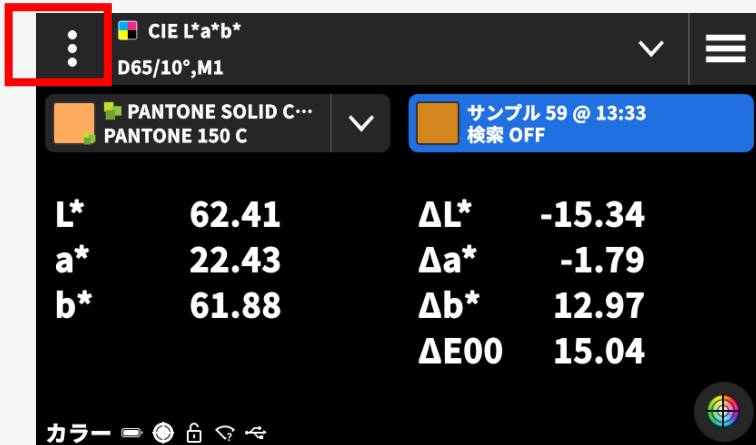 CIE L*a*b*
D65/10°,M1
PANTONE SOLID C…
PANTONE 150 C
サンプル 59 @ 13:33
検索 OFF
L* 62.41 ΔL* -15.34
a* 22.43 Δa* -1.79
b* 61.88 Δb* 12.97
ΔE00 15.04
カラー